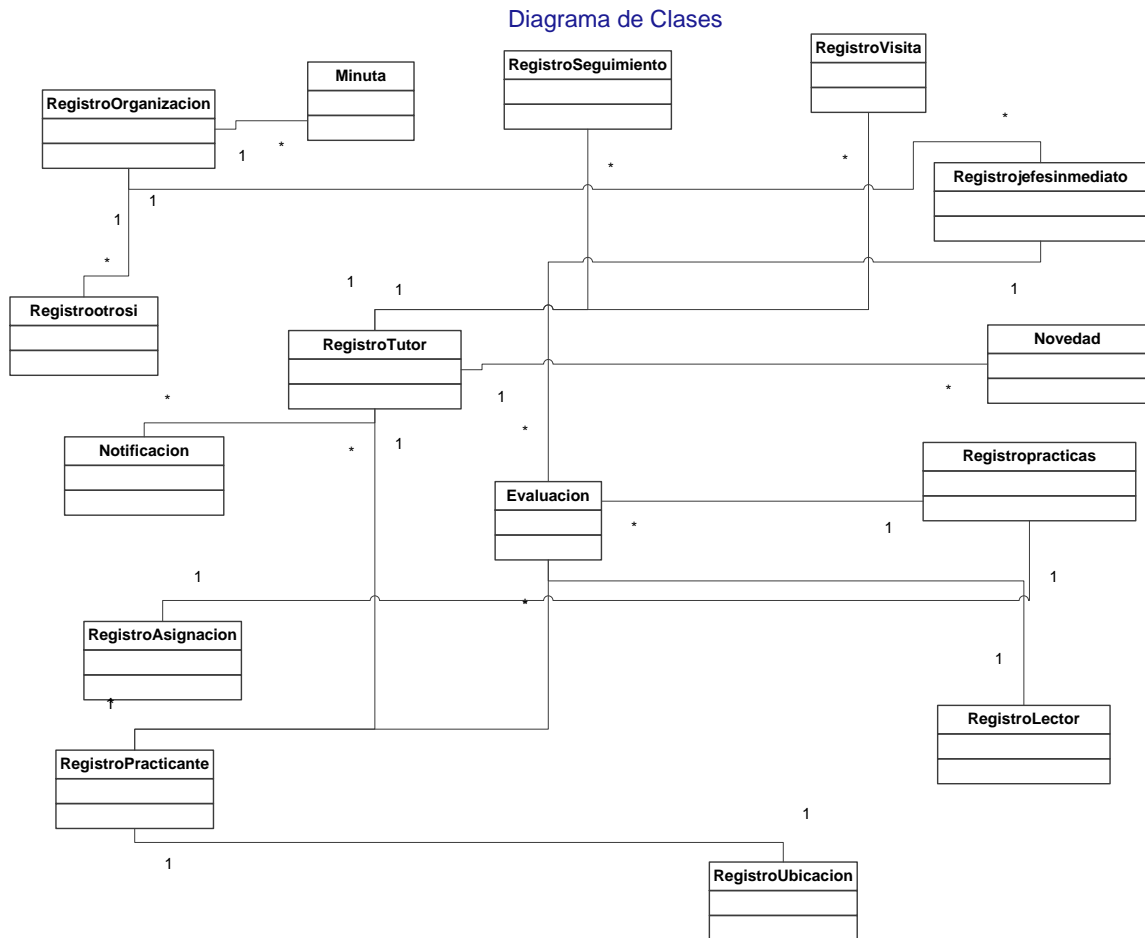 Diagrama de Clases
RegistroVisita
RegistroSeguimiento
Minuta
RegistroOrganizacion
*
*
1
*
*
Registrojefesinmediato
1
1
*
1
1
1
Registrootrosi
RegistroTutor
Novedad
1
*
*
*
*
1
Notificacion
Registropracticas
Evaluacion
*
1
1
1
*
RegistroAsignacion
1
*
1
RegistroLector
RegistroPracticante
1
1
RegistroUbicacion